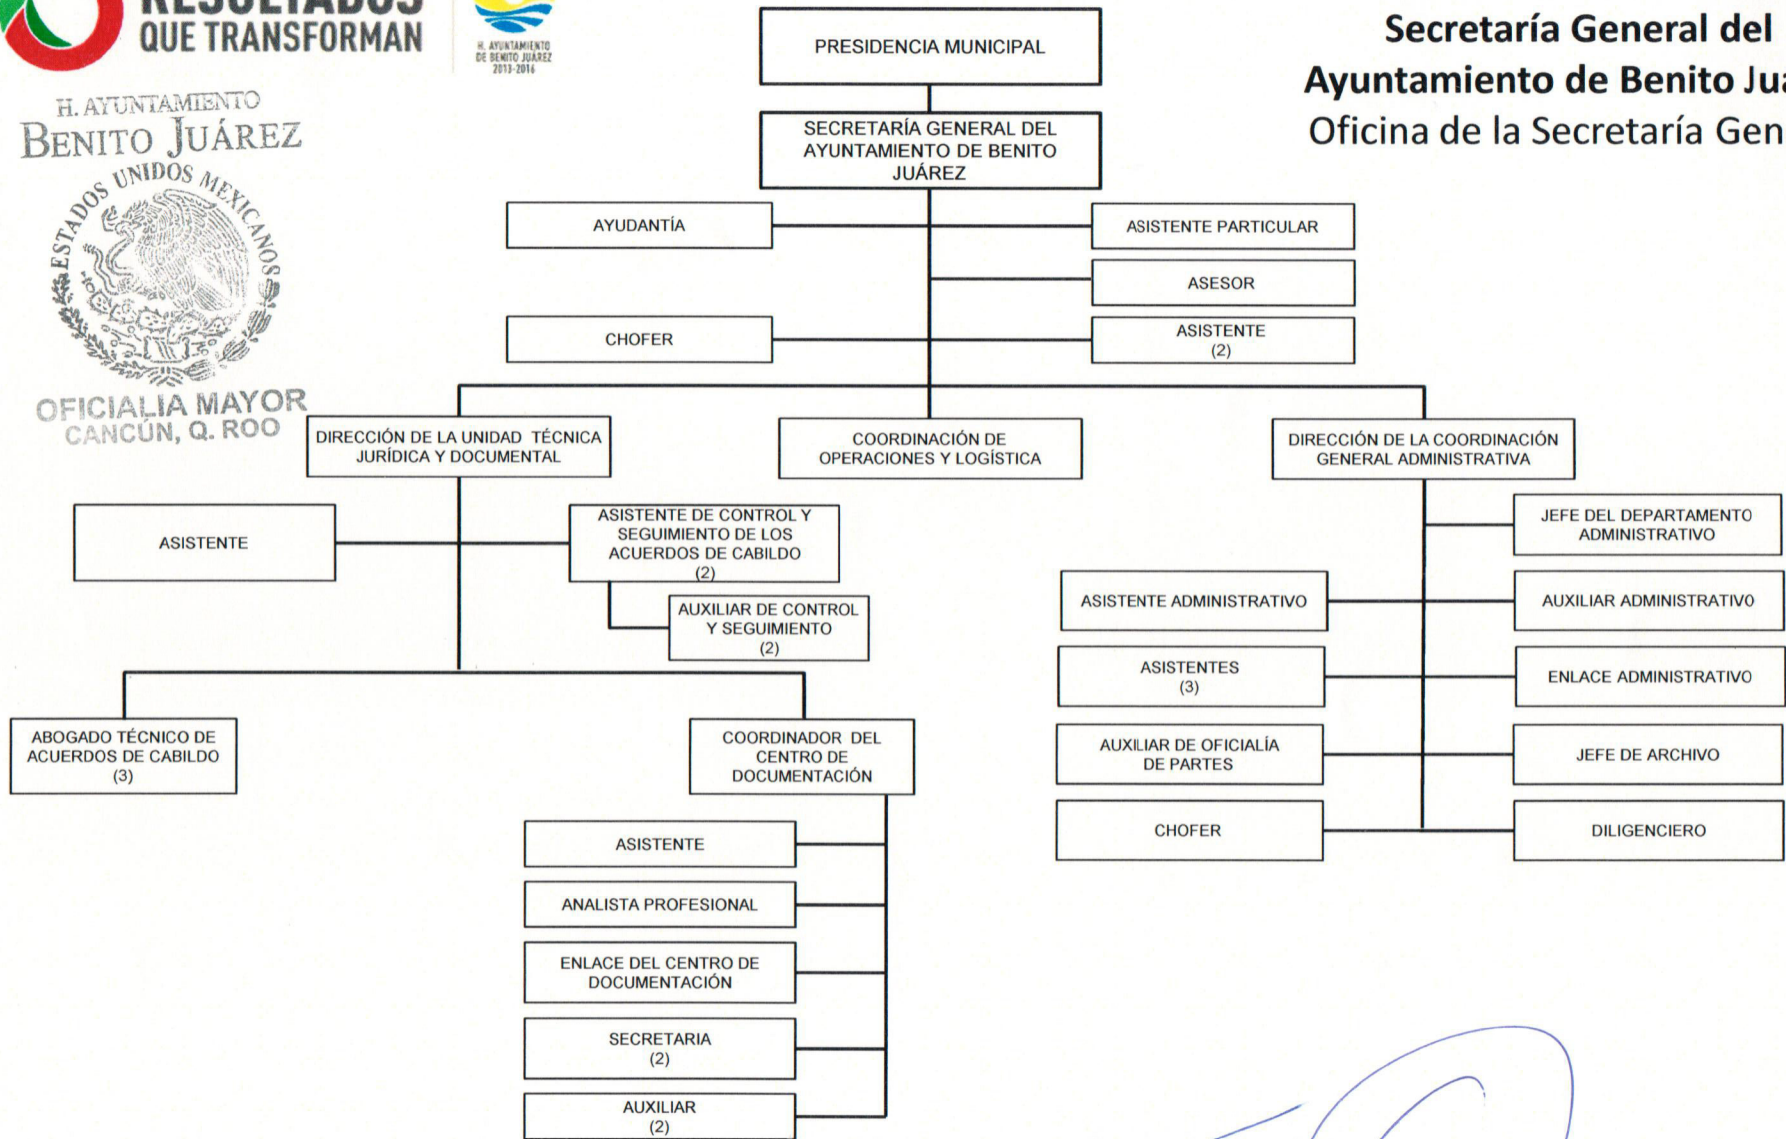 RESULTADOS
QUE TRANSFORMAN
H. AYUNTAMIENTO
DE BENITO JUÁREZ
2013-2016
Secretaría General del
Ayuntamiento de Benito
Oficina de la Secretaría
H. AYUNTAMIENTO
BENITO JUÁREZ
ESTADOS UNIDOS MEXICANOS
OFICIALIA MAYOR
CANCÚN, Q. ROO
PRESIDENCIA MUNICIPAL
SECRETARÍA GENERAL DEL
AYUNTAMIENTO DE BENITO
JUÁREZ
AYUDANTÍA
ASISTENTE PARTICULAR
ASESOR
CHOFER
ASISTENTE
(2)
DIRECCIÓN DE LA UNIDAD TÉCNICA
JURÍDICA Y DOCUMENTAL
COORDINACIÓN DE
OPERACIONES Y LOGÍSTICA
DIRECCIÓN DE LA COORDINACIÓN
GENERAL ADMINISTRATIVA
ASISTENTE
ASISTENTE DE CONTROL Y
SEGUIMIENTO DE LOS
ACUERDOS DE CABILDO
(2)
AUXILIAR DE CONTROL
Y SEGUIMIENTO
(2)
JEFE DEL DEPARTAMENTO
ADMINISTRATIVO
ASISTENTE ADMINISTRATIVO
AUXILIAR ADMINISTRATIVO
ASISTENTES
(3)
ENLACE ADMINISTRATIVO
AUXILIAR DE OFICIALÍA
DE PARTES
JEFE DE ARCHIVO
CHOFER
DILIGENCIERO
ABOGADO TÉCNICO DE
ACUERDOS DE CABILDO
(3)
COORDINADOR DEL
CENTRO DE
DOCUMENTACIÓN
ASISTENTE
ANALISTA PROFESIONAL
ENLACE DEL CENTRO DE
DOCUMENTACIÓN
SECRETARIA
(2)
AUXILIAR
(2)